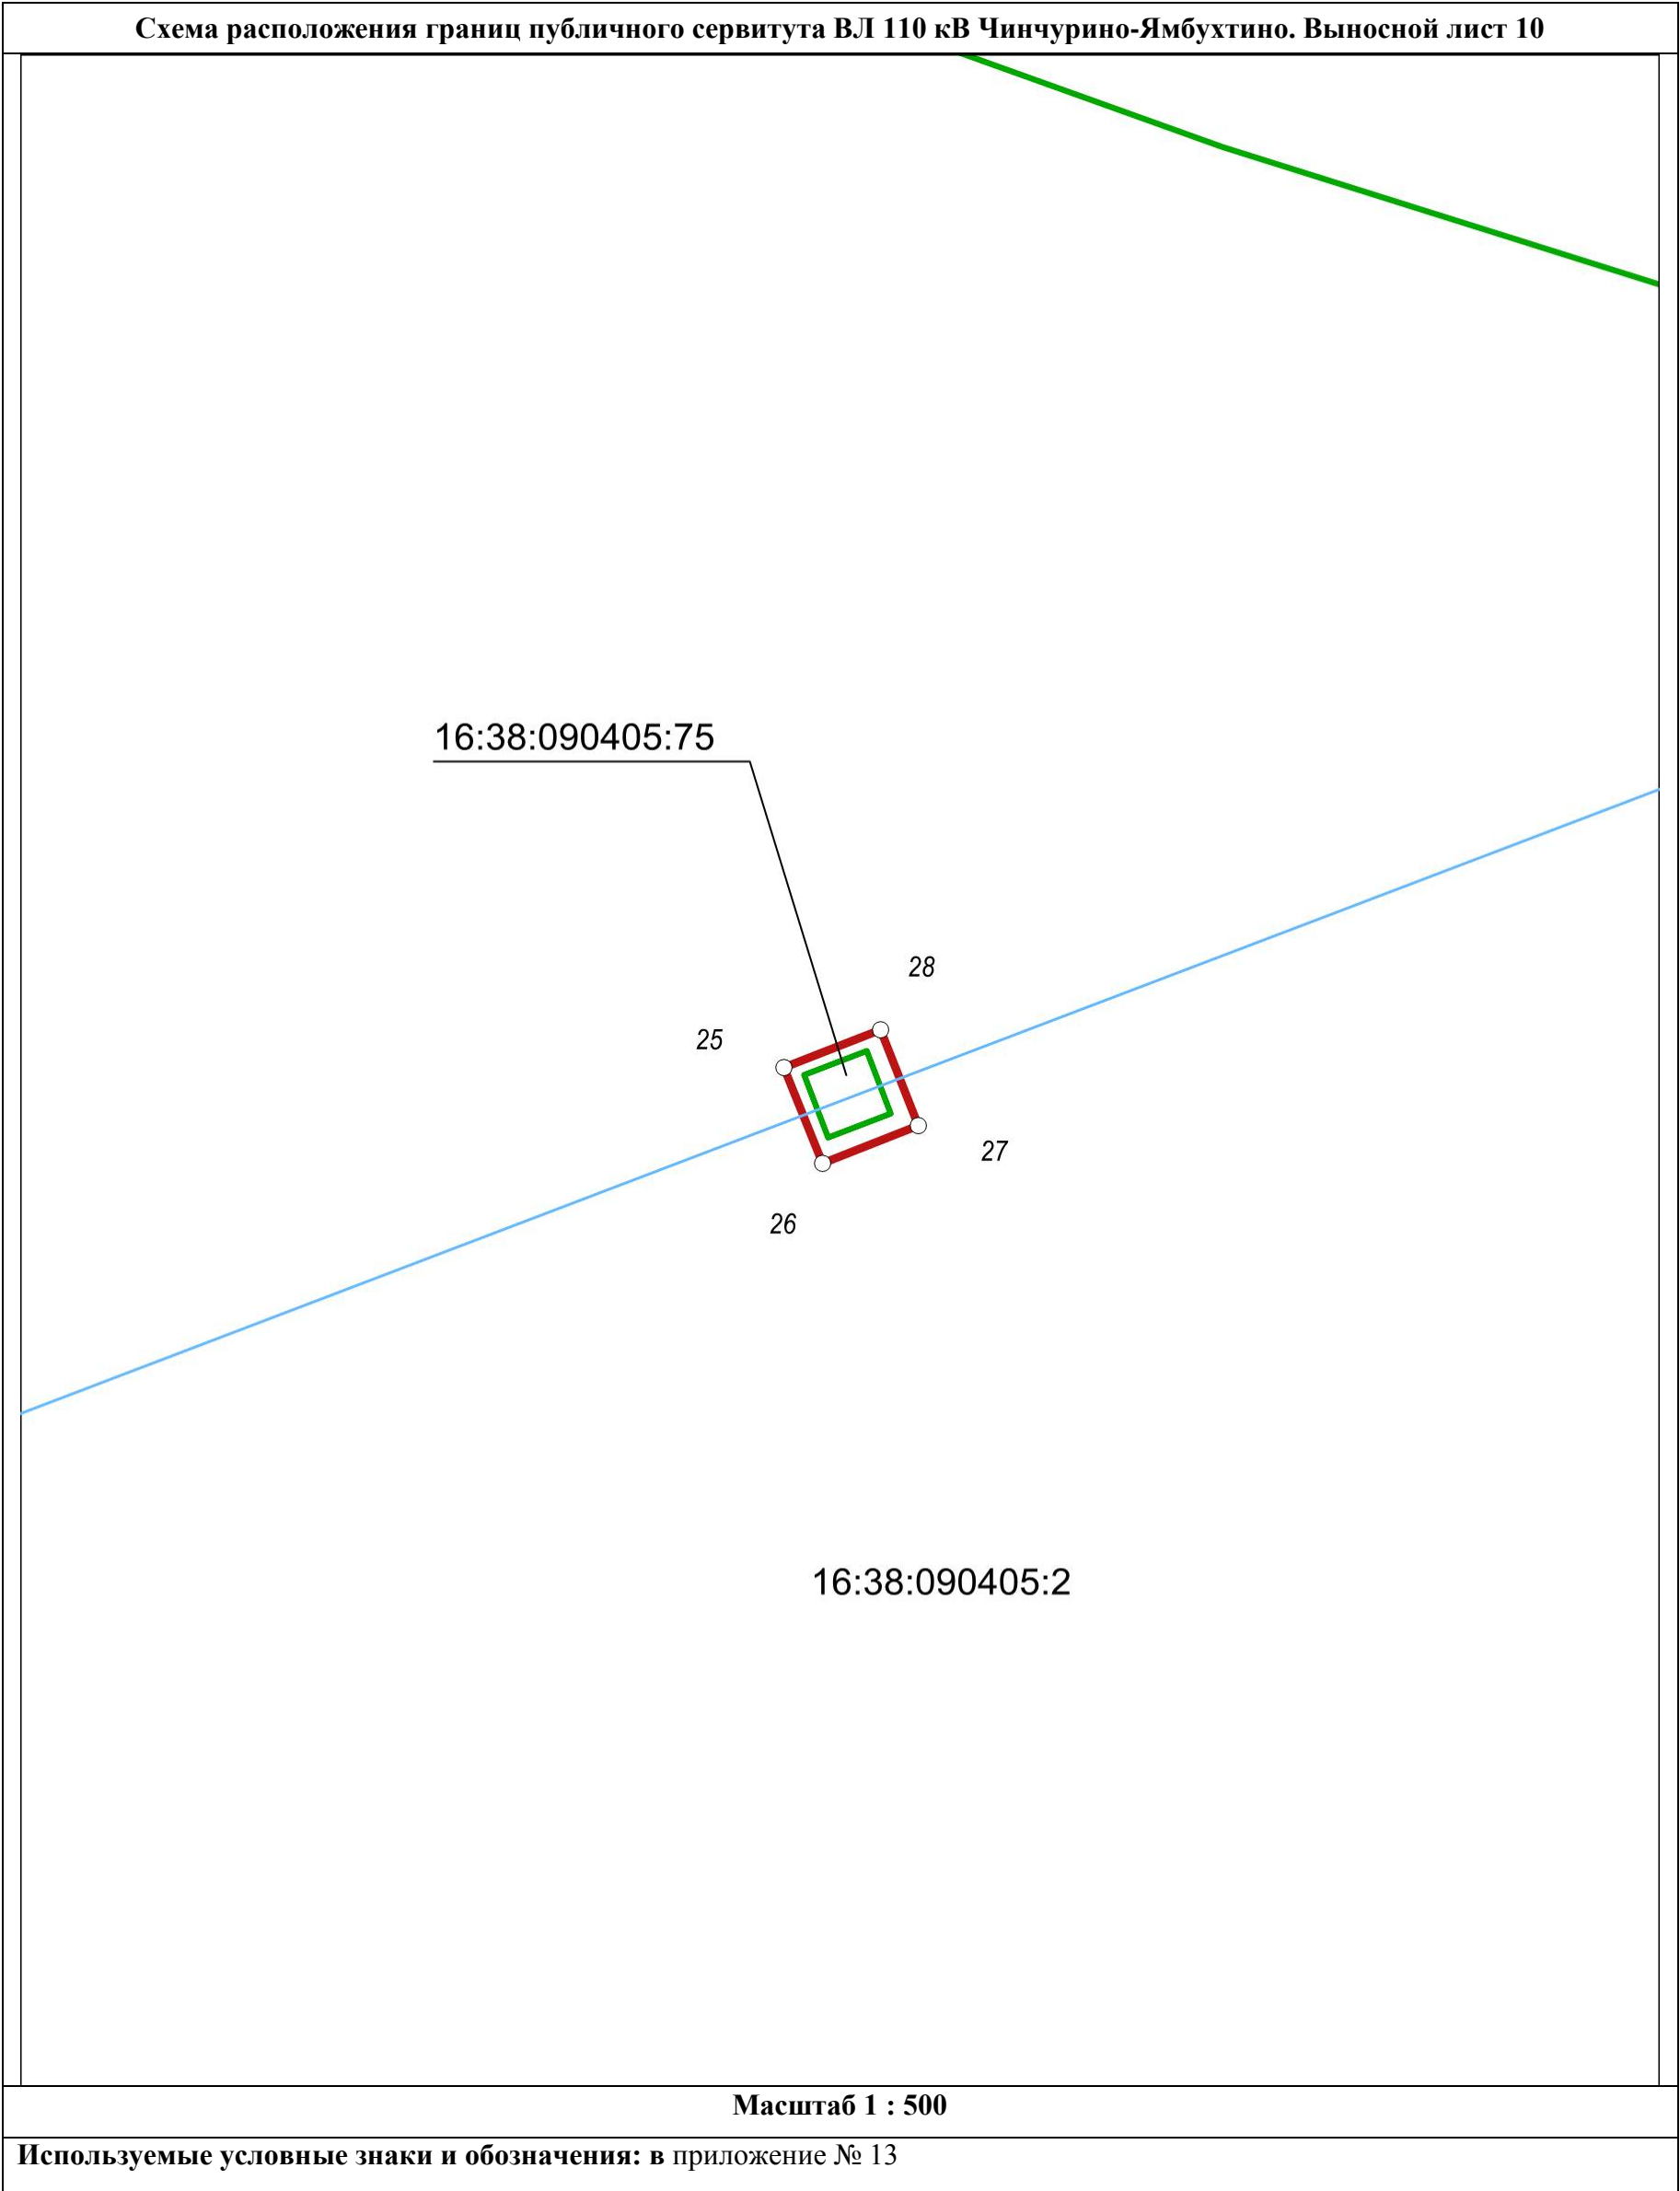 Схема расположения границ публичного сервитута ВЛ 110 кВ Чинчурино-Ямбухтино. Выносной лист 10
16:38:090405:75
28
25
27
26
16:38:090405:2
Масштаб 1 : 500
Используемые условные знаки и обозначения: в приложение № 13